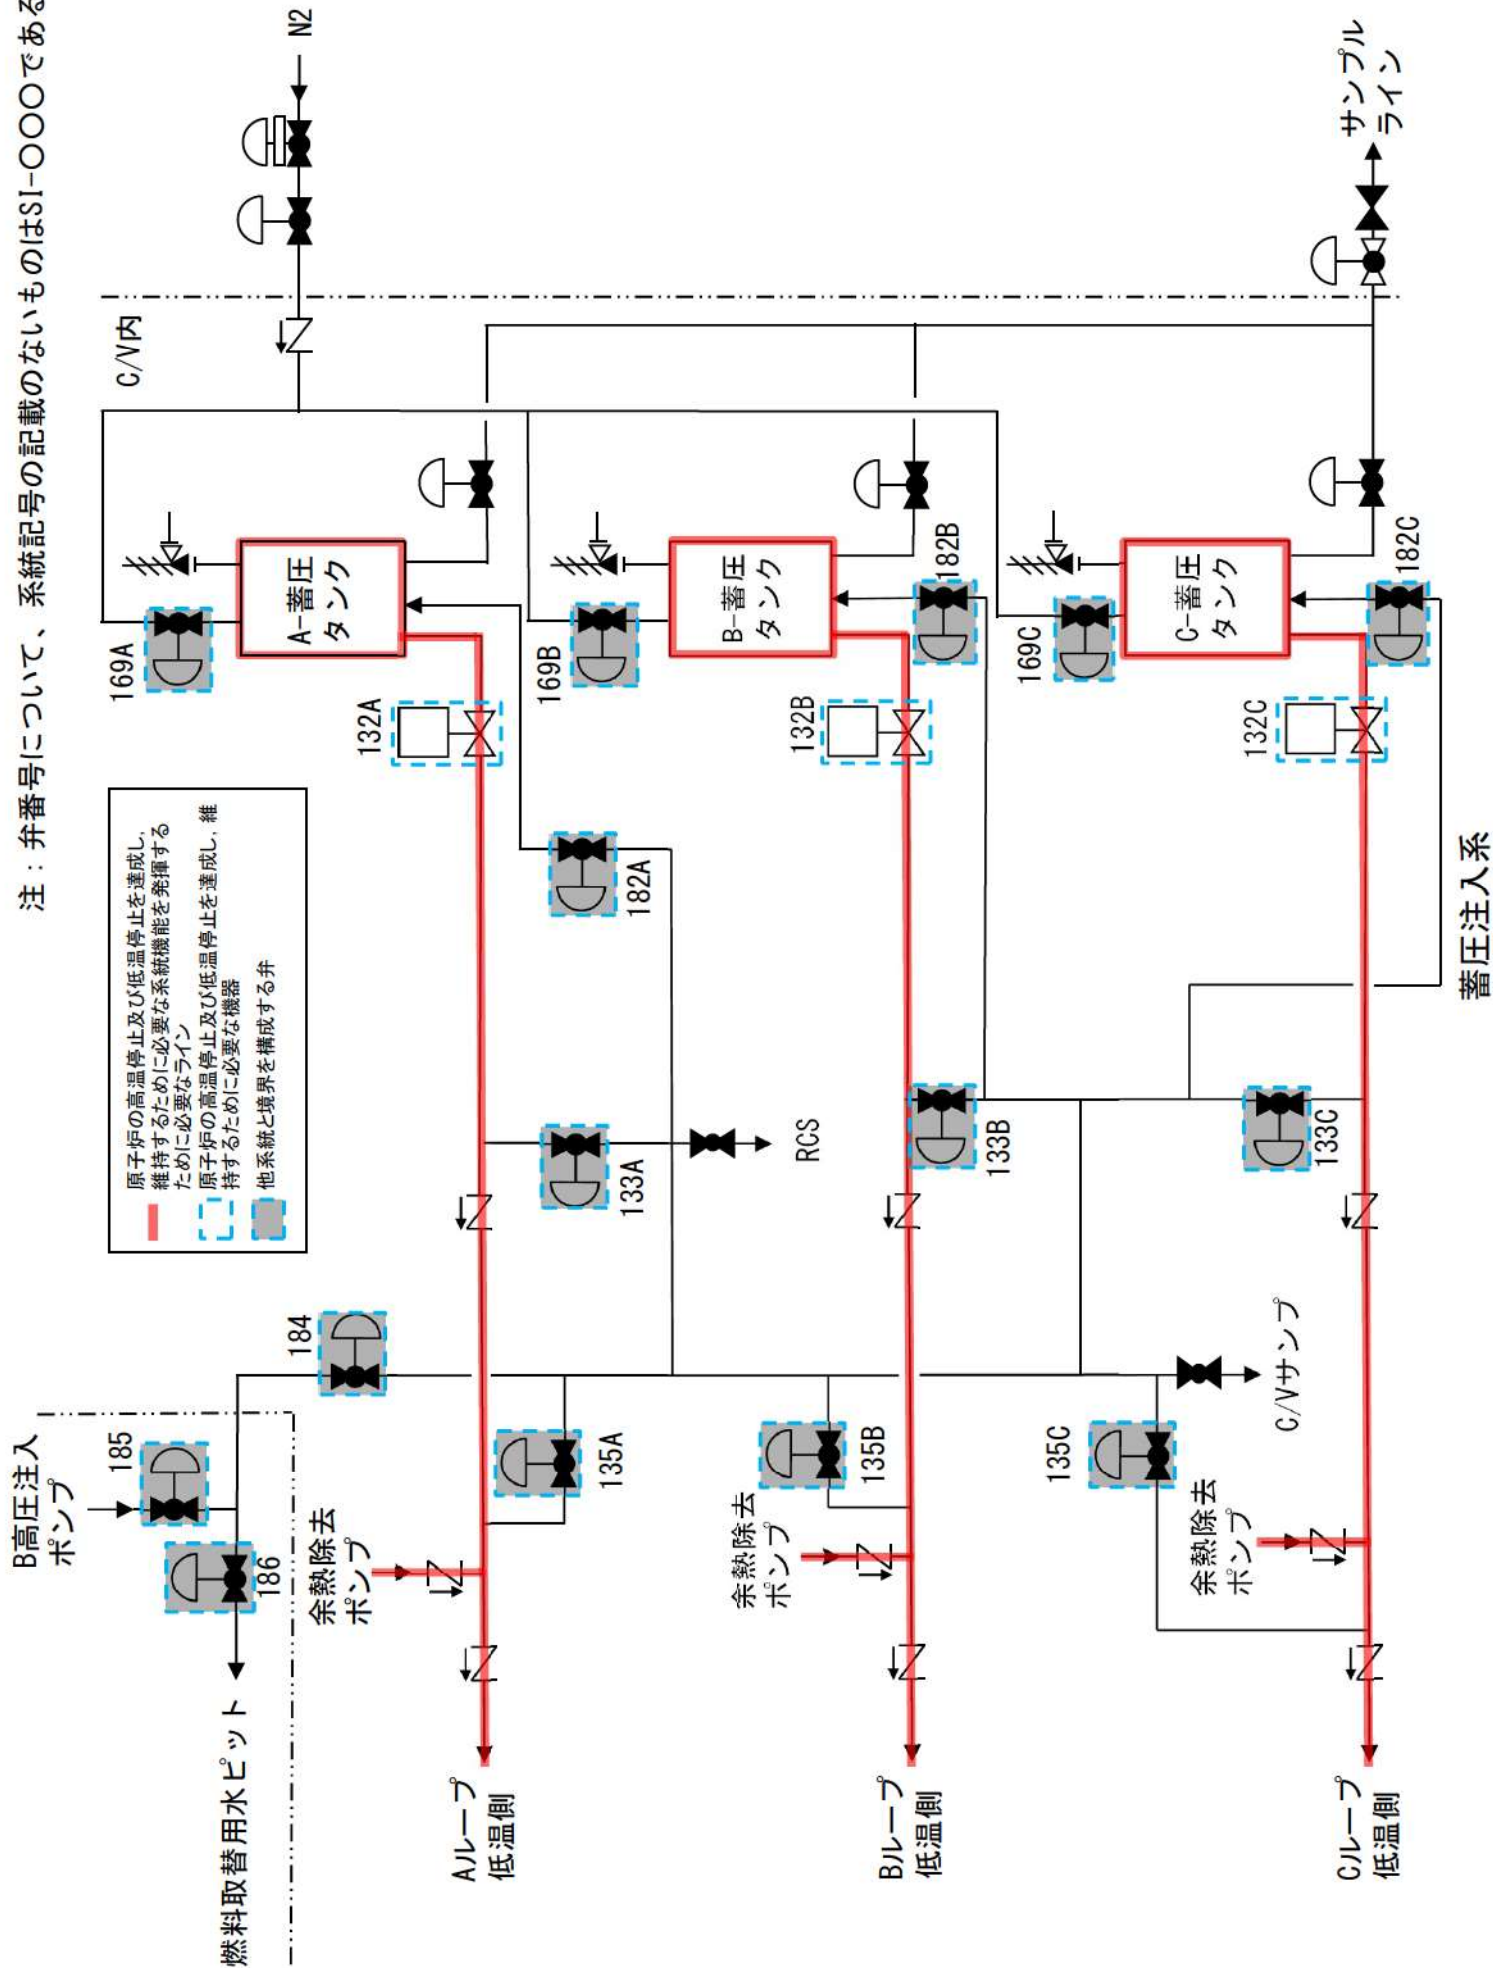 注：弁番号について、系統記号の記載のないものはSI-〇〇〇である
B高圧注入
ポンプ
185
186
燃料取替用水ピット
184
原子炉の高温停止及び低温停止を達成し,
維持するために必要な系統機能を発揮する
ために必要なライン
原子炉の高温停止及び低温停止を達成し, 維
持するために必要な機器
他系統と境界を構成する弁
C/V内
N2
169A
A-蓄圧
タンク
132A
182A
133A
RCS
135A
余熱除去
ポンプ
Aループ
低温側
169B
B-蓄圧
タンク
182B
132B
133B
135B
余熱除去
ポンプ
Bループ
低温側
169C
C-蓄圧
タンク
182C
132C
133C
135C
C/Vサンプ
余熱除去
ポンプ
Cループ
低温側
サンプル
ライン
蓄圧注入系